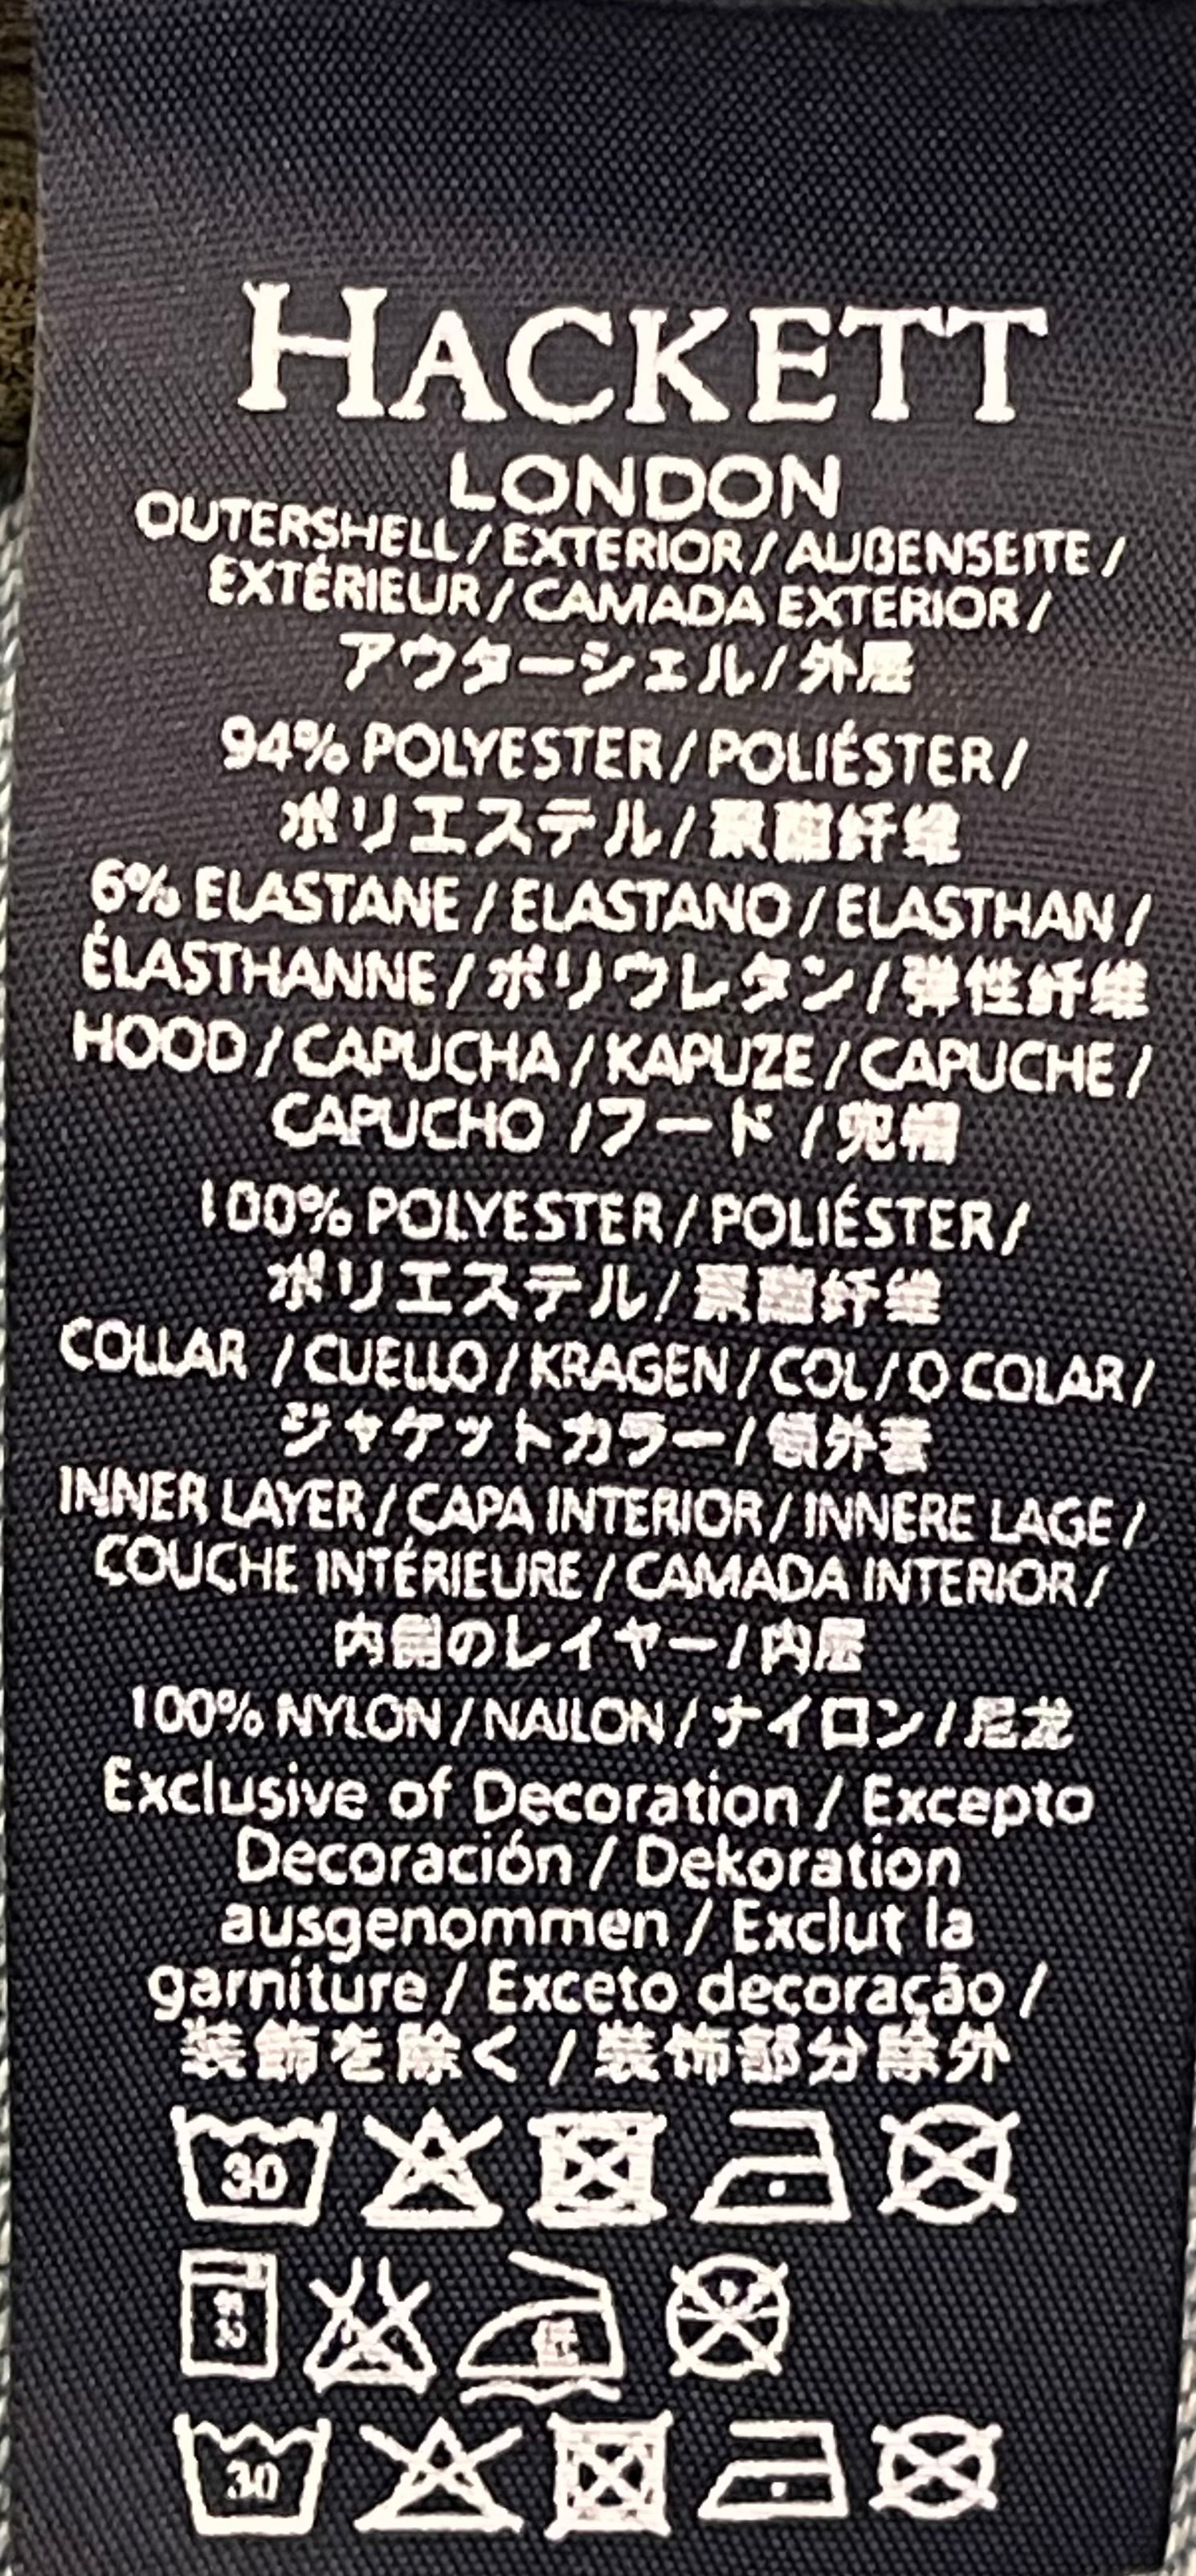 HACKETT
LONDON
OUTERSHELL / EXTERIOR / AUßENSEITE /
EXTÉRIEUR / CAMADA EXTERIOR /
アウターシェル / 外层
94% POLYESTER / POLIÉSTER /
ポリエステル / 聚酯纤维
6% ELASTANE / ELASTANO / ELASTHAN /
ÉLASTHANNE / ポリウレタン / 弹性纤维
HOOD / CAPUCHA / KAPUZE / CAPUCHE /
CAPUCHO / フード / 兜帽
100% POLYESTER / POLIÉSTER /
ポリエステル / 聚酯纤维
COLLAR / CUELLO / KRAGEN / COL / O COLAR /
ジャケットカラー / 领外套
INNER LAYER / CAPA INTERIOR / INNERE LAGE /
COUCHE INTÉRIEURE / CAMADA INTERIOR /
内側のレイヤー / 内层
100% NYLON / NAILON / ナイロン / 尼龙
Exclusive of Decoration / Excepto
Decoración / Dekoration
ausgenommen / Exclut la
garniture / Exceto decoração /
装飾を除く / 装饰部分除外
30
低
30